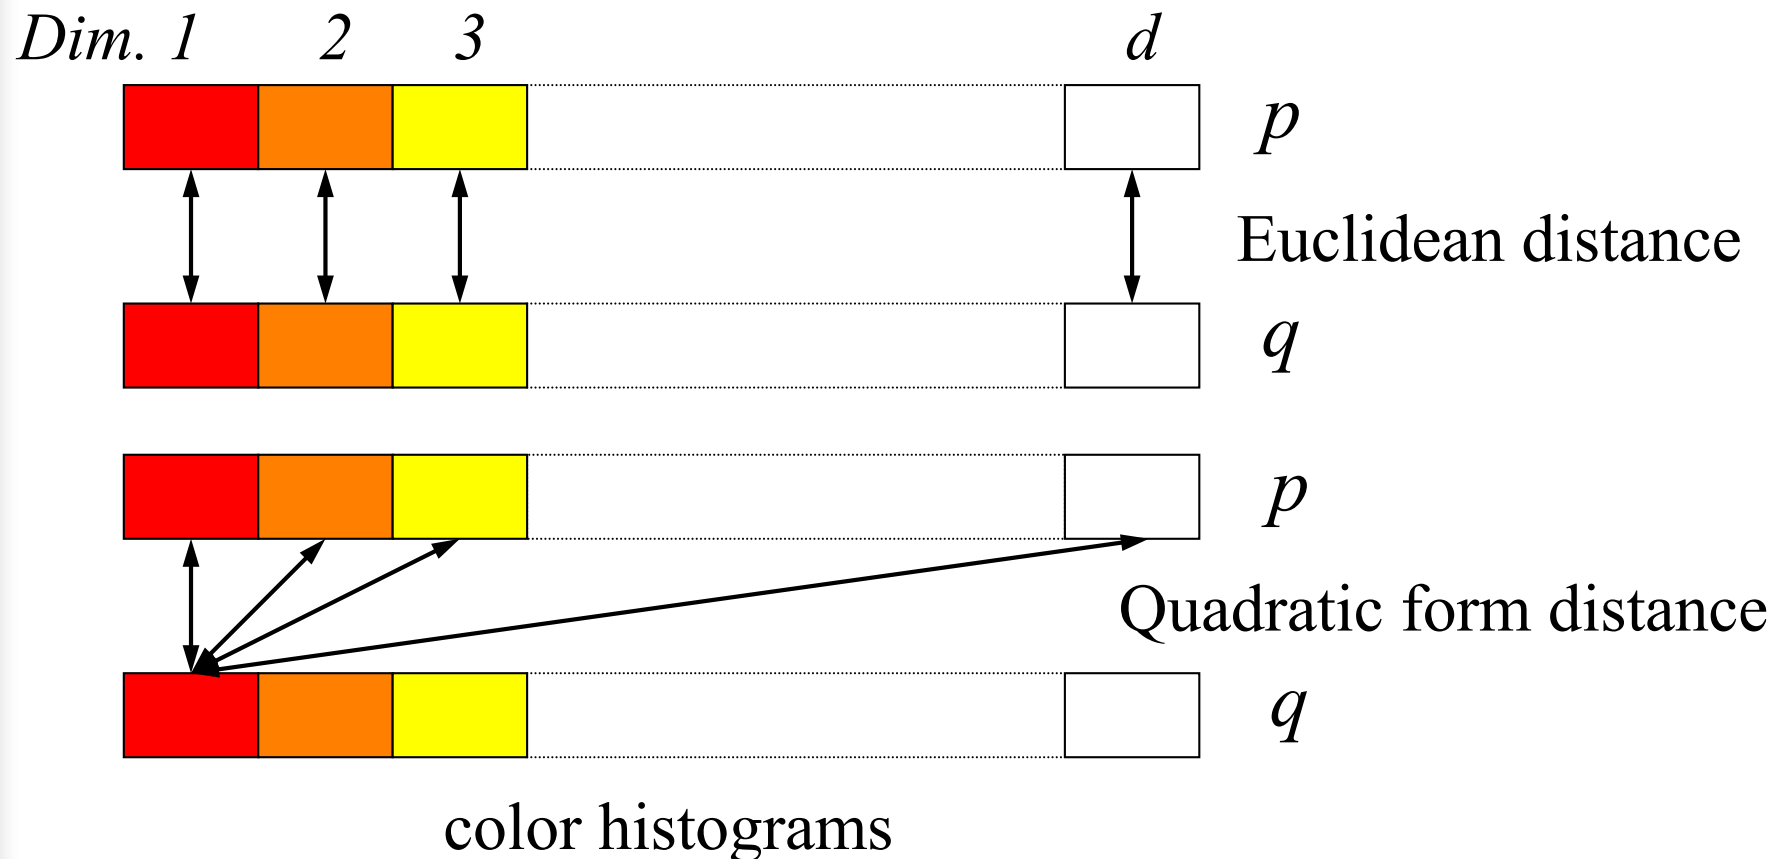 Dim. 1 2 3 d
p
Euclidean distance
q
p
Quadratic form distance
q
color histograms